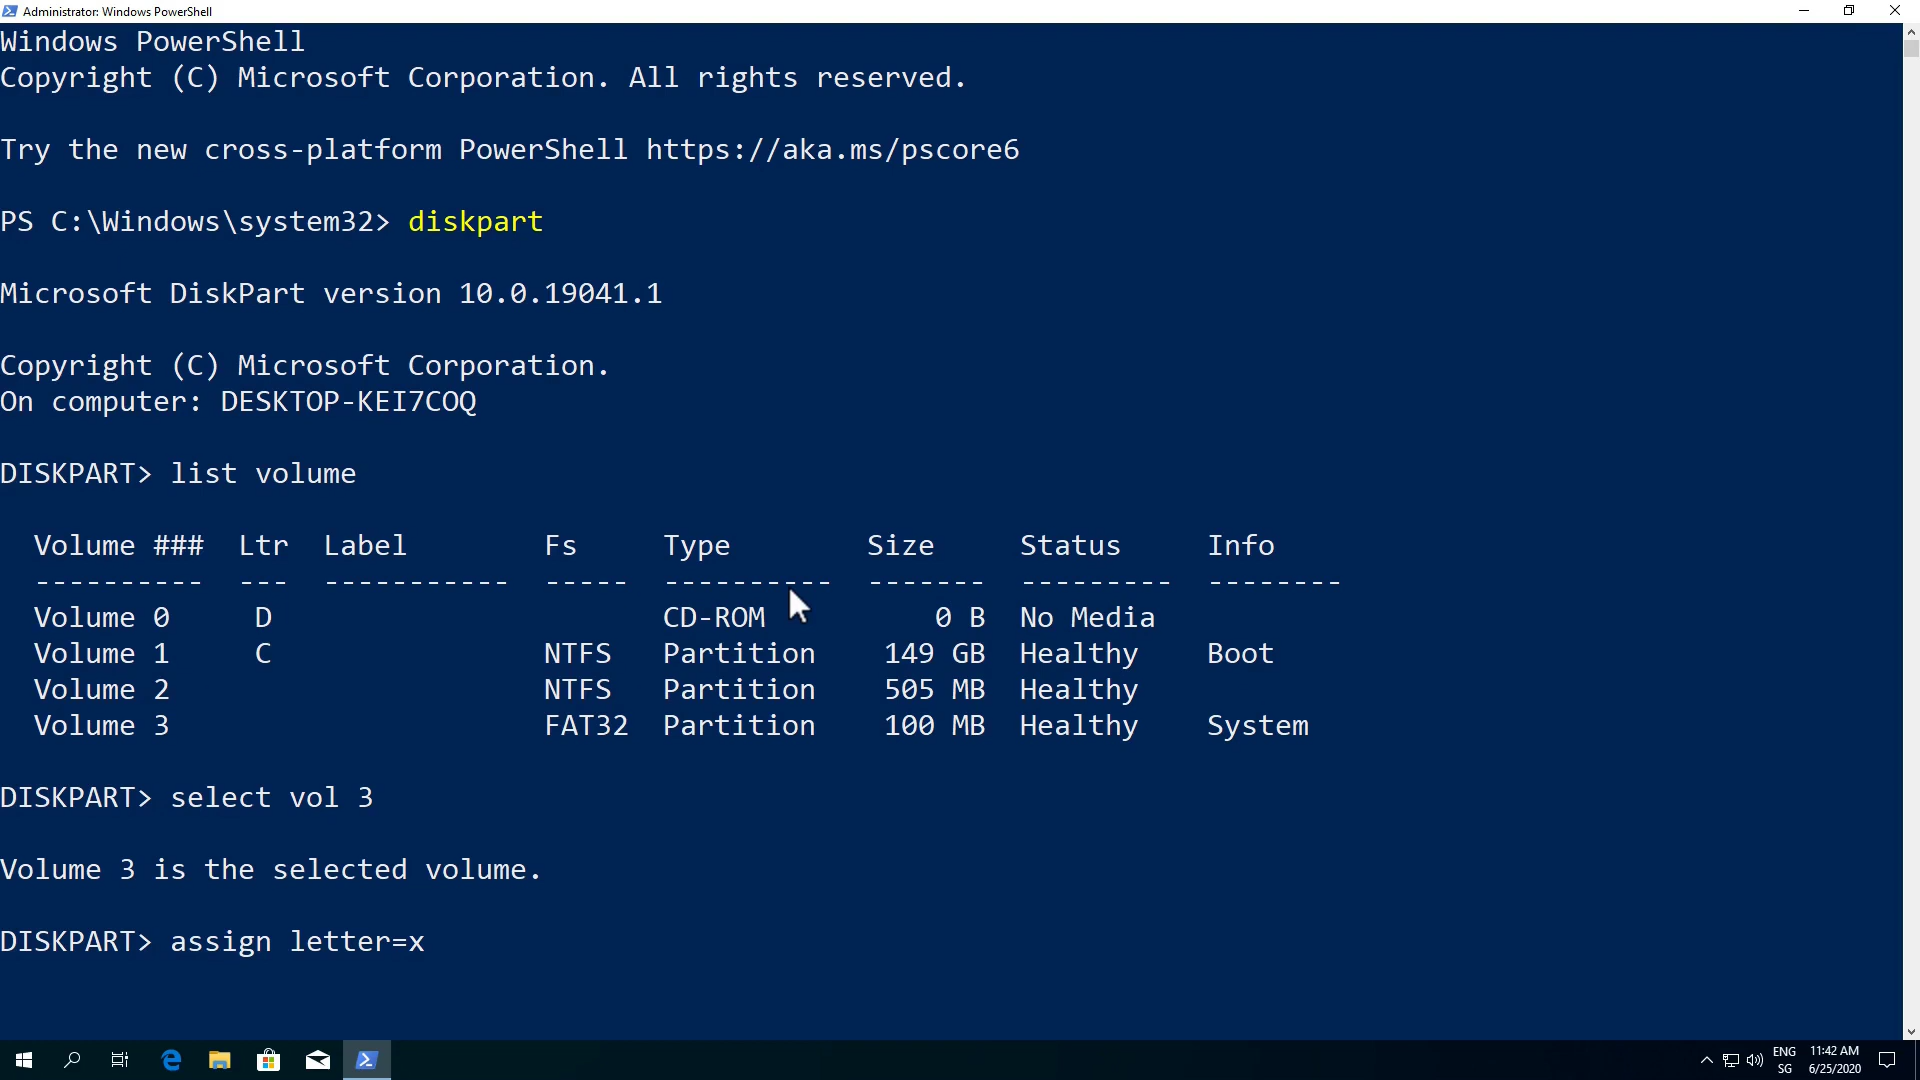 Administrator: Windows PowerShell
Windows PowerShell
Copyright (C) Microsoft Corporation. All rights reserved.
Try the new cross-platform PowerShell https://aka.ms/pscore6
PS C:\Windows\system32> diskpart
Microsoft DiskPart version 10.0.19041.1
Copyright (C) Microsoft Corporation.
On computer: DESKTOP-KEI7COQ
DISKPART> list volume
  Volume ###  Ltr  Label        Fs     Type        Size     Status     Info
  ----------  ---  -----------  -----  ----------  -------  ---------  --------
  Volume 0     D                       CD-ROM          0 B  No Media
  Volume 1     C                NTFS   Partition    149 GB  Healthy    Boot
  Volume 2                      NTFS   Partition    505 MB  Healthy
  Volume 3                      FAT32  Partition    100 MB  Healthy    System
DISKPART> select vol 3
Volume 3 is the selected volume.
DISKPART> assign letter=x
ENG 11:42 AM
SG 6/25/2020